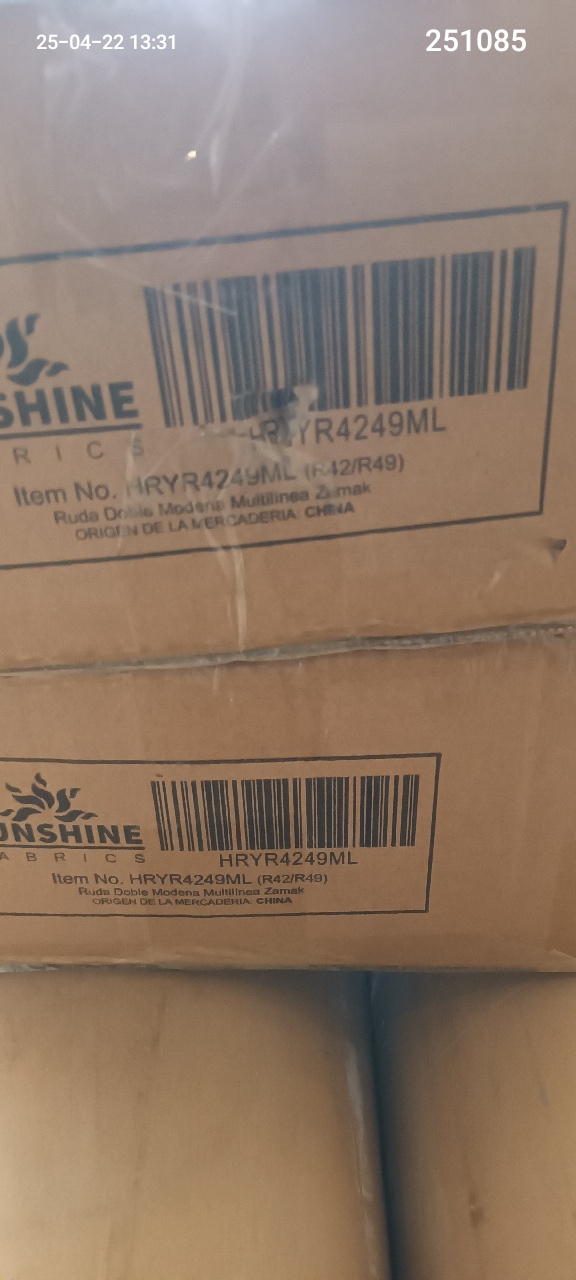 25-04-22 13:31
251085
SHINE
RICS
HRYR4249ML
Item No. HRYR4249ML (R42/R49)
Ruda Doble Modena Multilinea Zamak
ORIGEN DE LA MERCADERIA: CHINA
UNSHINE
ABRICS
HRYR4249ML
Item No. HRYR4249ML (R42/R49)
Ruda Doble Modena Multilinea Zamak
ORIGEN DE LA MERCADERIA: CHINA